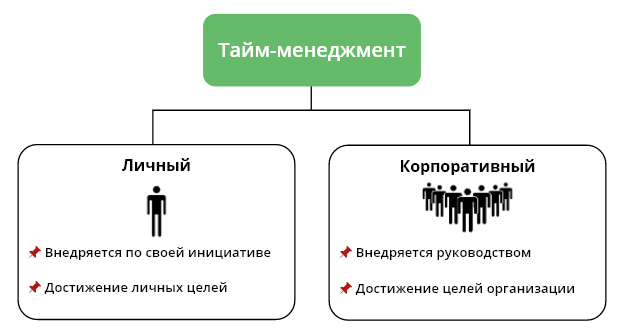 Тайм-менеджмент
Личный
Внедряется по своей инициативе
Достижение личных целей
Корпоративный
Внедряется руководством
Достижение целей организации